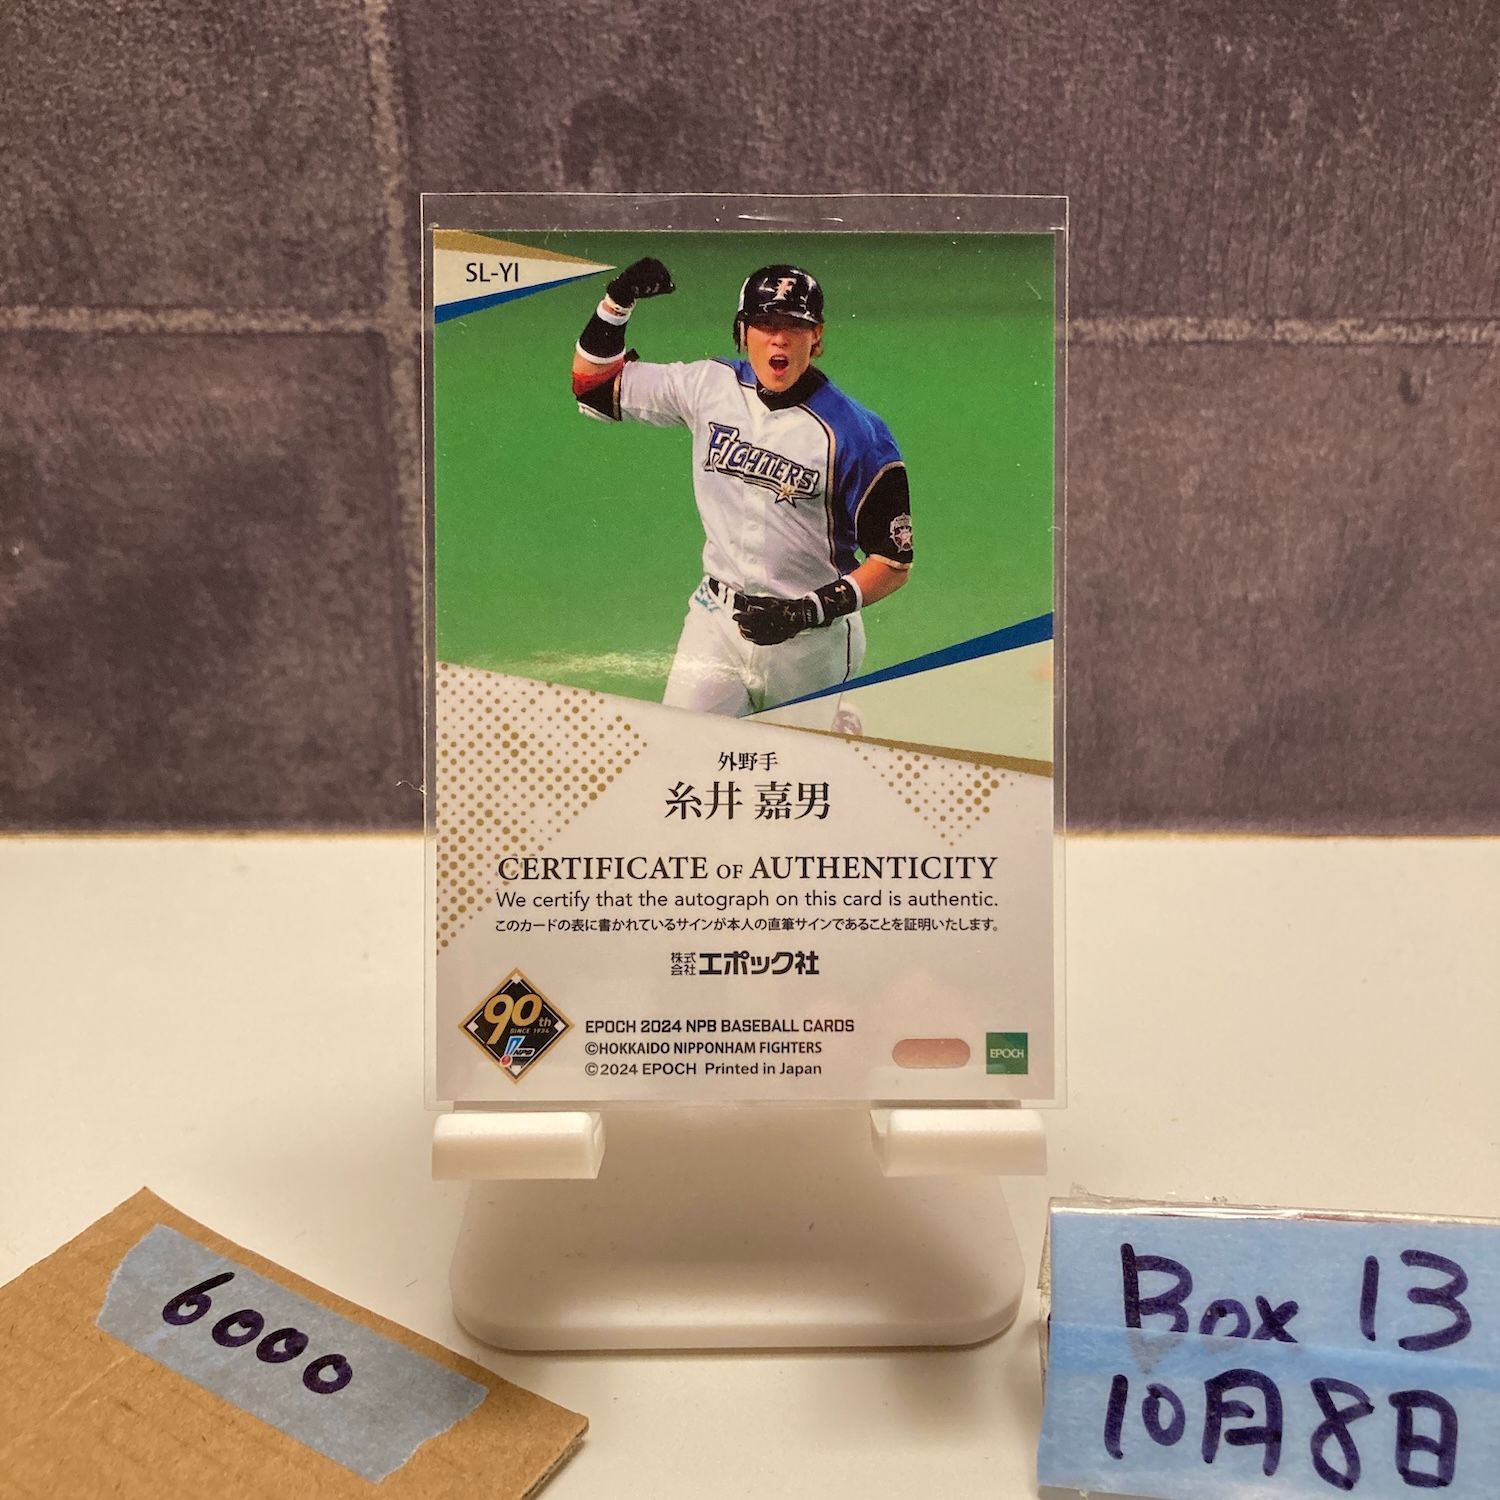 SL-YI
F
FIGHTERS
外野手
糸井 嘉男
CERTIFICATE OF AUTHENTICITY
We certify that the autograph on this card is authentic.
このカードの表に書かれているサインが本人の直筆サインであることを証明いたします。
株式会社エポック社
90th
SINCE 1934
NPB
EPOCH 2024 NPB BASEBALL CARDS
©HOKKAIDO NIPPONHAM FIGHTERS
©2024 EPOCH Printed in Japan
EPOCH
6000
Box 13
10月8日